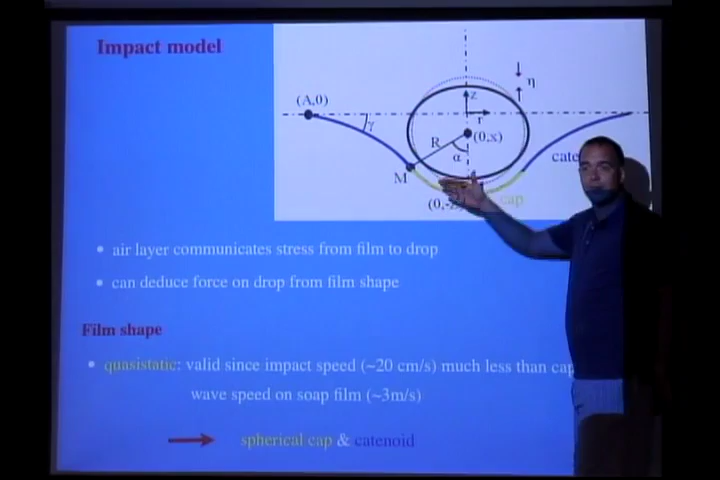 Impact model
(A,0)
η
z
r
γ
R
(0,x)
α
M
cate
cap
• air layer communicates stress from film to drop
• can deduce force on drop from film shape
Film shape
• quasistatic: valid since impact speed (~20 cm/s) much less than cap
wave speed on soap film (~3m/s)
spherical cap & catenoid